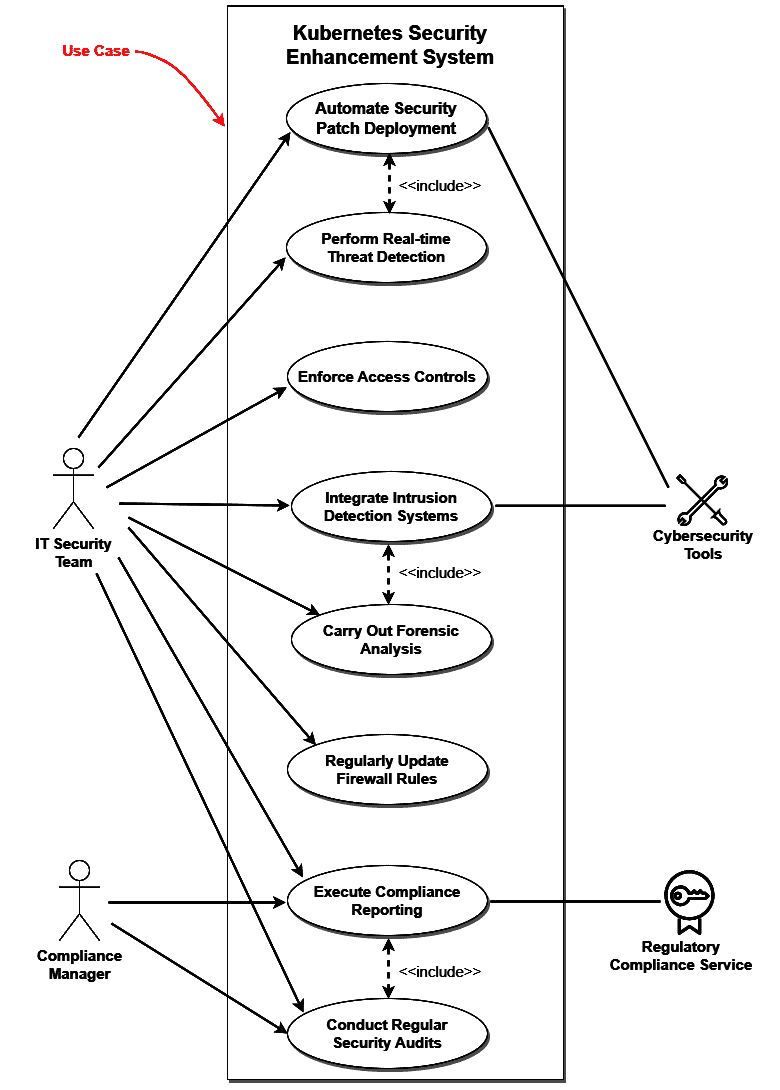 Kubernetes Security
Enhancement System
Use Case
Automate Security
Patch Deployment
<<include>>
Perform Real-time
Threat Detection
Enforce Access Controls
Integrate Intrusion
Detection Systems
IT Security
Team
Cybersecurity
Tools
<<include>>
Carry Out Forensic
Analysis
Regularly Update
Firewall Rules
Execute Compliance
Reporting
Compliance
Manager
Regulatory
Compliance Service
<<include>>
Conduct Regular
Security Audits